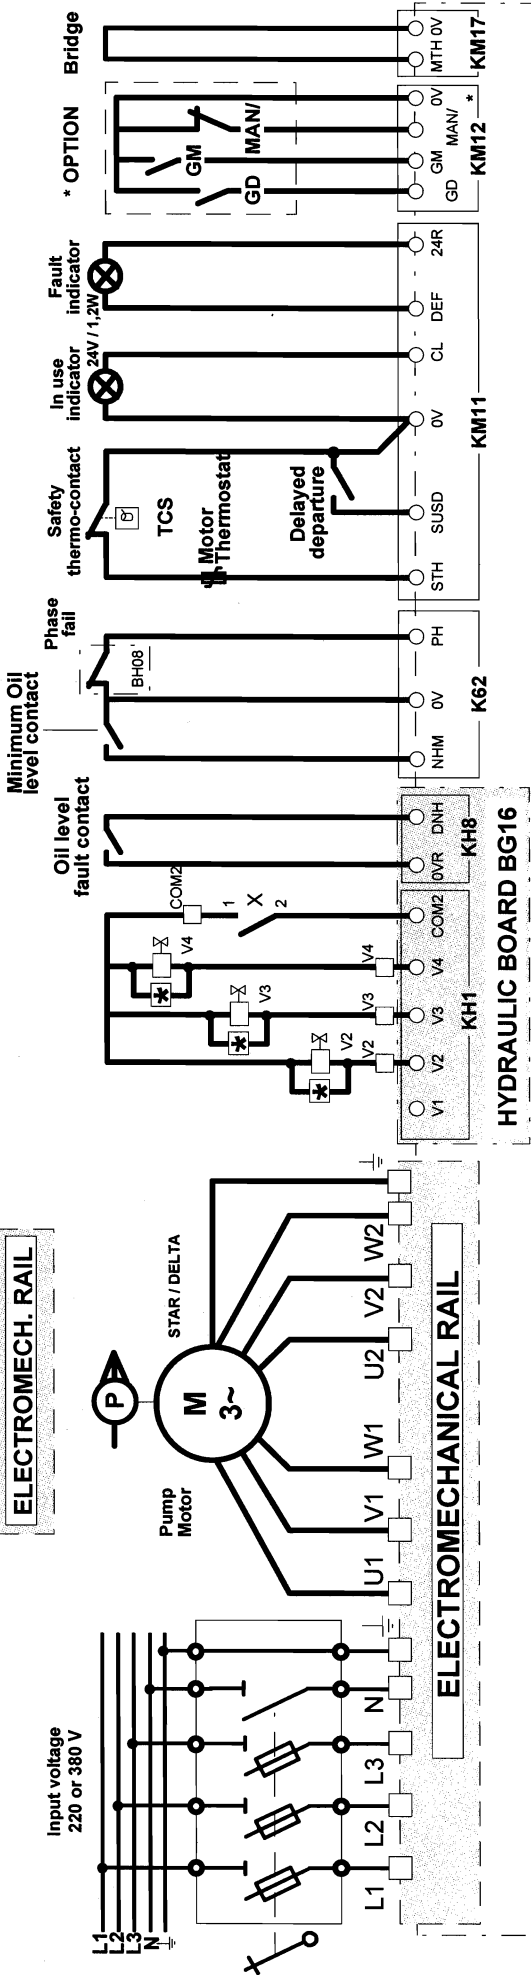 Input voltage
220 or 380 V
L1
L2
L3
N
L1
L2
L3
N
ELECTROMECH. RAIL
P
M
3~
STAR / DELTA
Pump
Motor
U1
V1
W1
U2
V2
W2
ELECTROMECHANICAL RAIL
COM2
1
X
2
V4
*
V3
*
V2
*
V2
V3
V4
V1
V2
V3
V4
COM2
KH1
Oil level
fault contact
0VR
DNH
KH8
HYDRAULIC BOARD BG16
Minimum Oil
level contact
Phase
fail
BH08
NHM
0V
PH
K62
Safety
thermo-contact
TCS
Motor
Thermostat
Delayed
departure
In use
indicator
24V / 1,2W
Fault
indicator
STH
SUSD
0V
CL
DEF
24R
KM11
* OPTION
GD
GM
MAN/
GD
GM
MAN/
0V
KM12
*
Bridge
MTH
0V
KM17